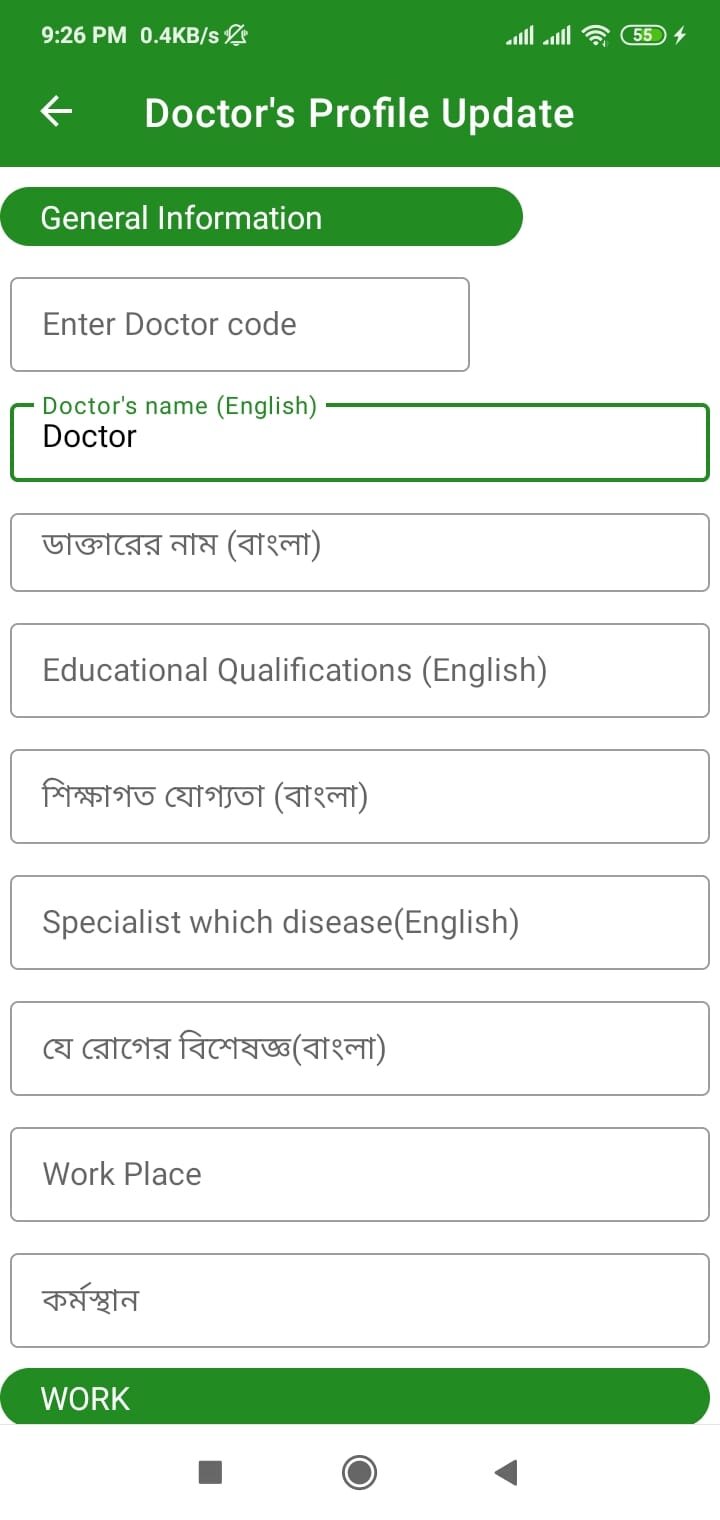 9:26 PM 0.4KB/s 55
Doctor's Profile Update
General Information
Enter Doctor code
Doctor's name (English)
Doctor
ডাক্তারের নাম (বাংলা)
Educational Qualifications (English)
শিক্ষাগত যোগ্যতা (বাংলা)
Specialist which disease(English)
যে রোগের বিশেষজ্ঞ(বাংলা)
Work Place
কর্মস্থান
WORK